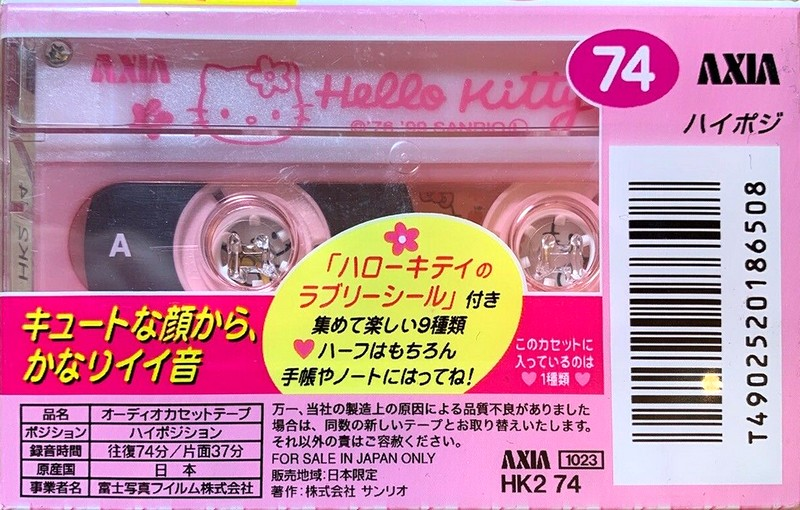 AXIA
Hello Kitty
©'76 '99 SANRIO
74
AXIA
ハイポジ
A
HK2
「ハローキティの
ラブリーシール」付き
集めて楽しい9種類
♥ハーフはもちろん
手帳やノートにはってね!
キュートな顔から、
かなりイイ音
このカセットに
入っているのは
♥1種類♥
T4902520186508
品名 オーディオカセットテープ
ポジション ハイポジション
録音時間 往復74分/片面37分
原産国 日本
事業者名 富士写真フイルム株式会社
万一、当社の製造上の原因による品質不良がありました
場合は、同数の新しいテープとお取り替えいたします。
それ以外の責はご容赦ください。
FOR SALE IN JAPAN ONLY
販売地域:日本限定
著作:株式会社 サンリオ
AXIA 1023
HK2 74